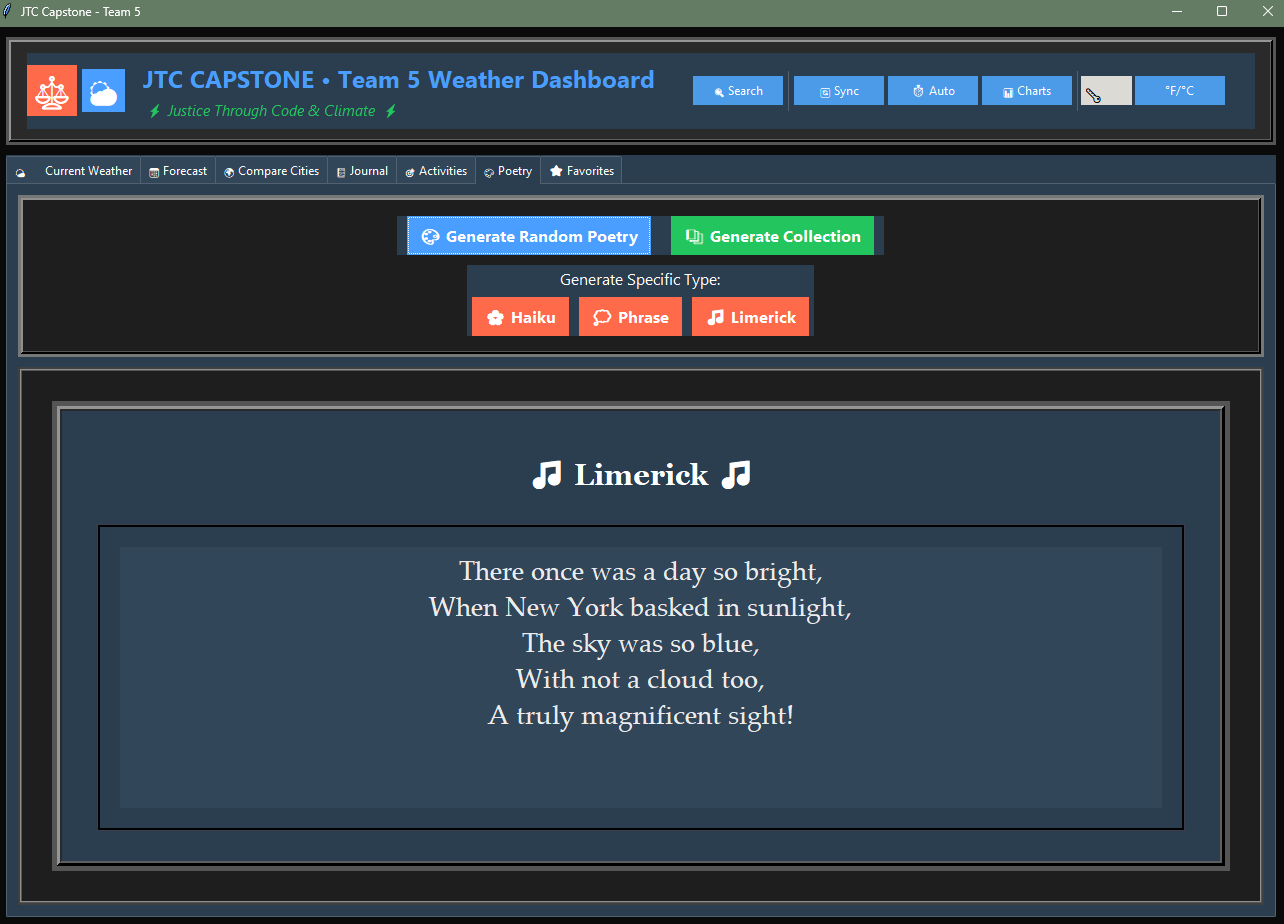 JTC Capstone - Team 5
JTC CAPSTONE • Team 5 Weather Dashboard
Justice Through Code & Climate
Search
Sync
Auto
Charts
°F/°C
Current Weather
Forecast
Compare Cities
Journal
Activities
Poetry
Favorites
Generate Random Poetry
Generate Collection
Generate Specific Type:
Haiku
Phrase
Limerick
Limerick
There once was a day so bright,
When New York basked in sunlight,
The sky was so blue,
With not a cloud too,
A truly magnificent sight!